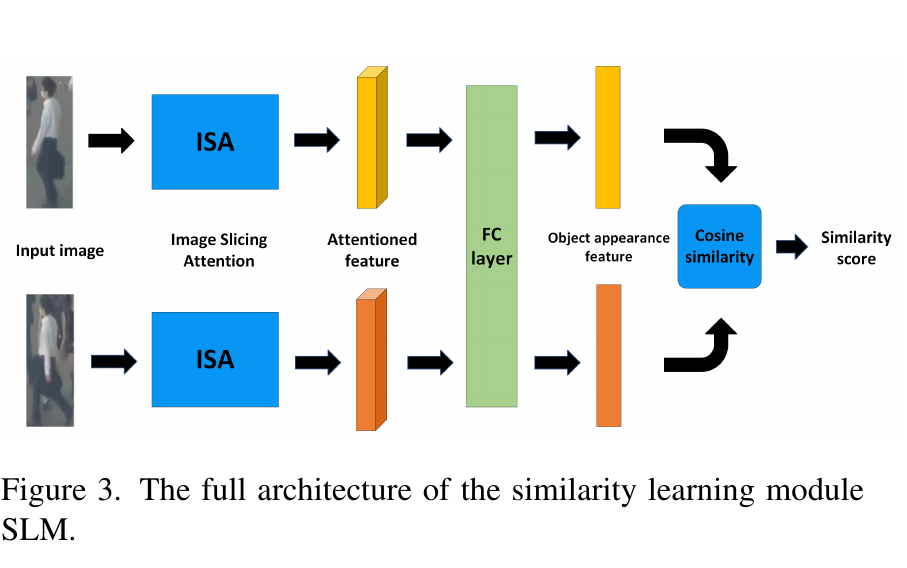 ISA
Input image
Image Slicing
Attention
Attentioned
feature
FC
layer
Object appearance
feature
Cosine
similarity
Similarity
score
ISA
Figure 3. The full architecture of the similarity learning module
SLM.